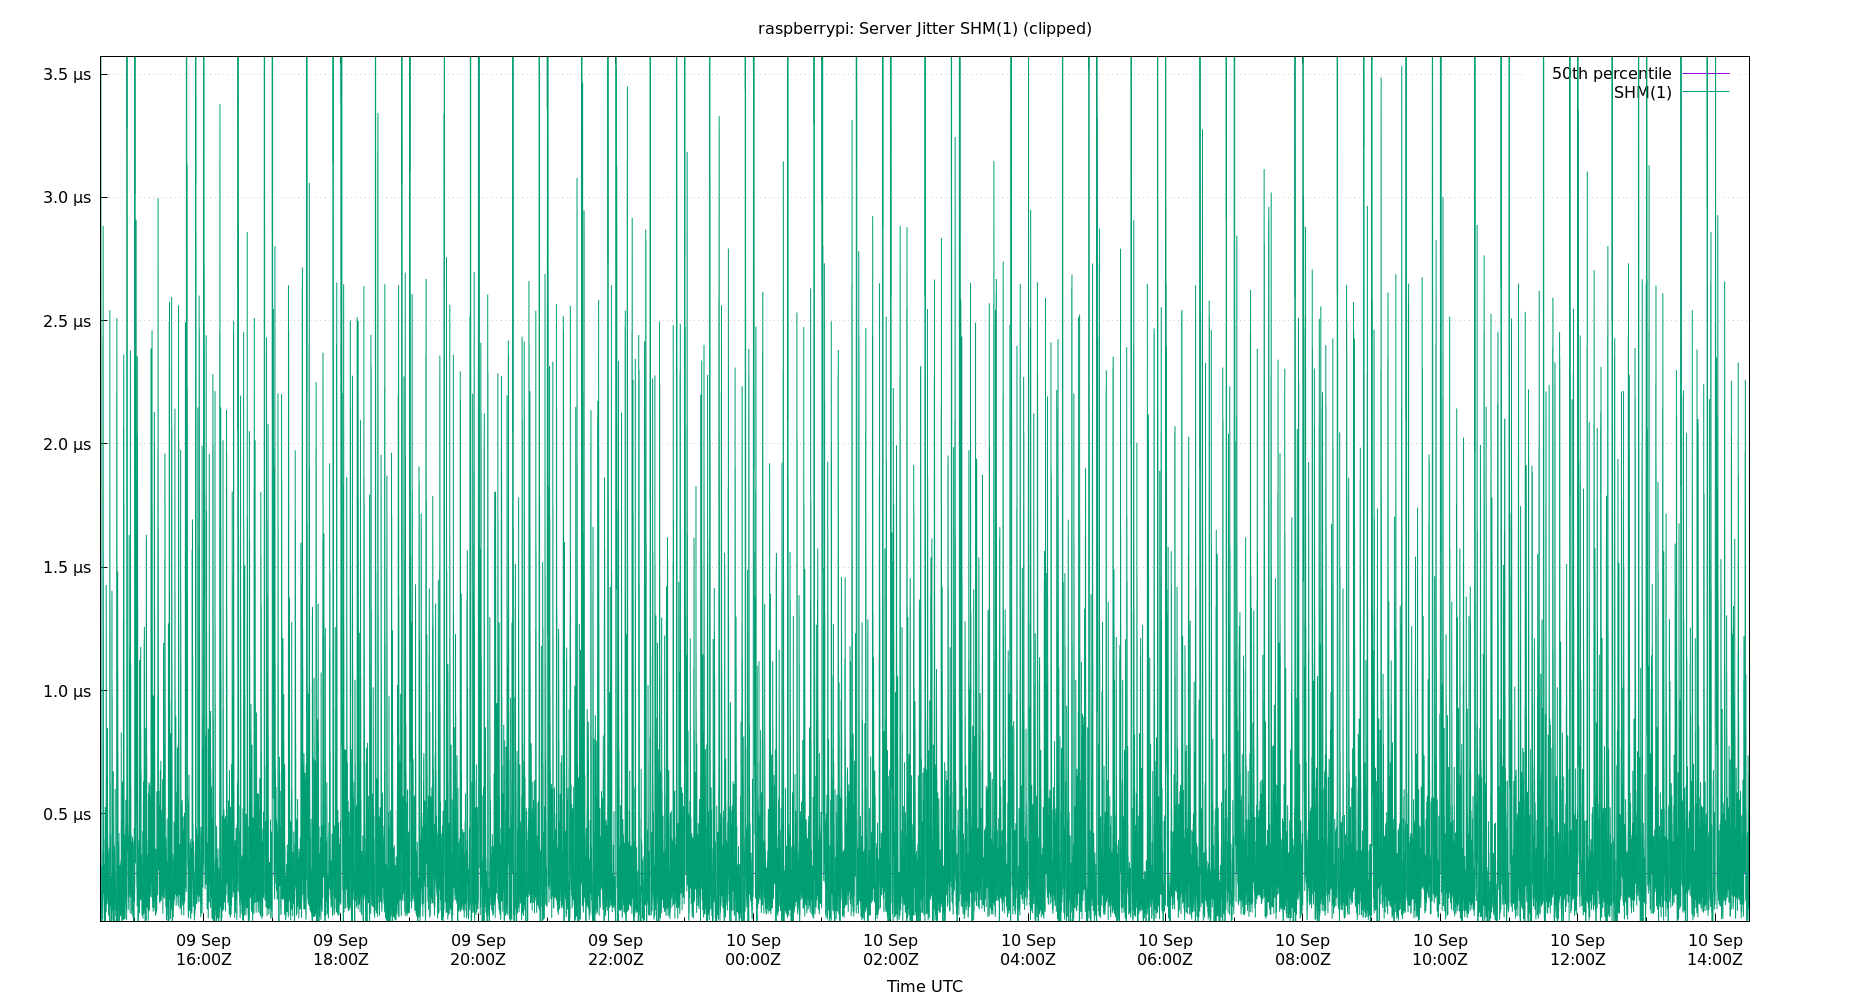 raspberrypi: Server Jitter SHM(1) (clipped)
3.5 µs
3.0 µs
2.5 µs
2.0 µs
1.5 µs
1.0 µs
0.5 µs
50th percentile
SHM(1)
09 Sep 09 Sep 09 Sep 09 Sep 10 Sep 10 Sep 10 Sep 10 Sep 10 Sep 10 Sep 10 Sep 10 Sep
16:00Z 18:00Z 20:00Z 22:00Z 00:00Z 02:00Z 04:00Z 06:00Z 08:00Z 10:00Z 12:00Z 14:00Z
Time UTC